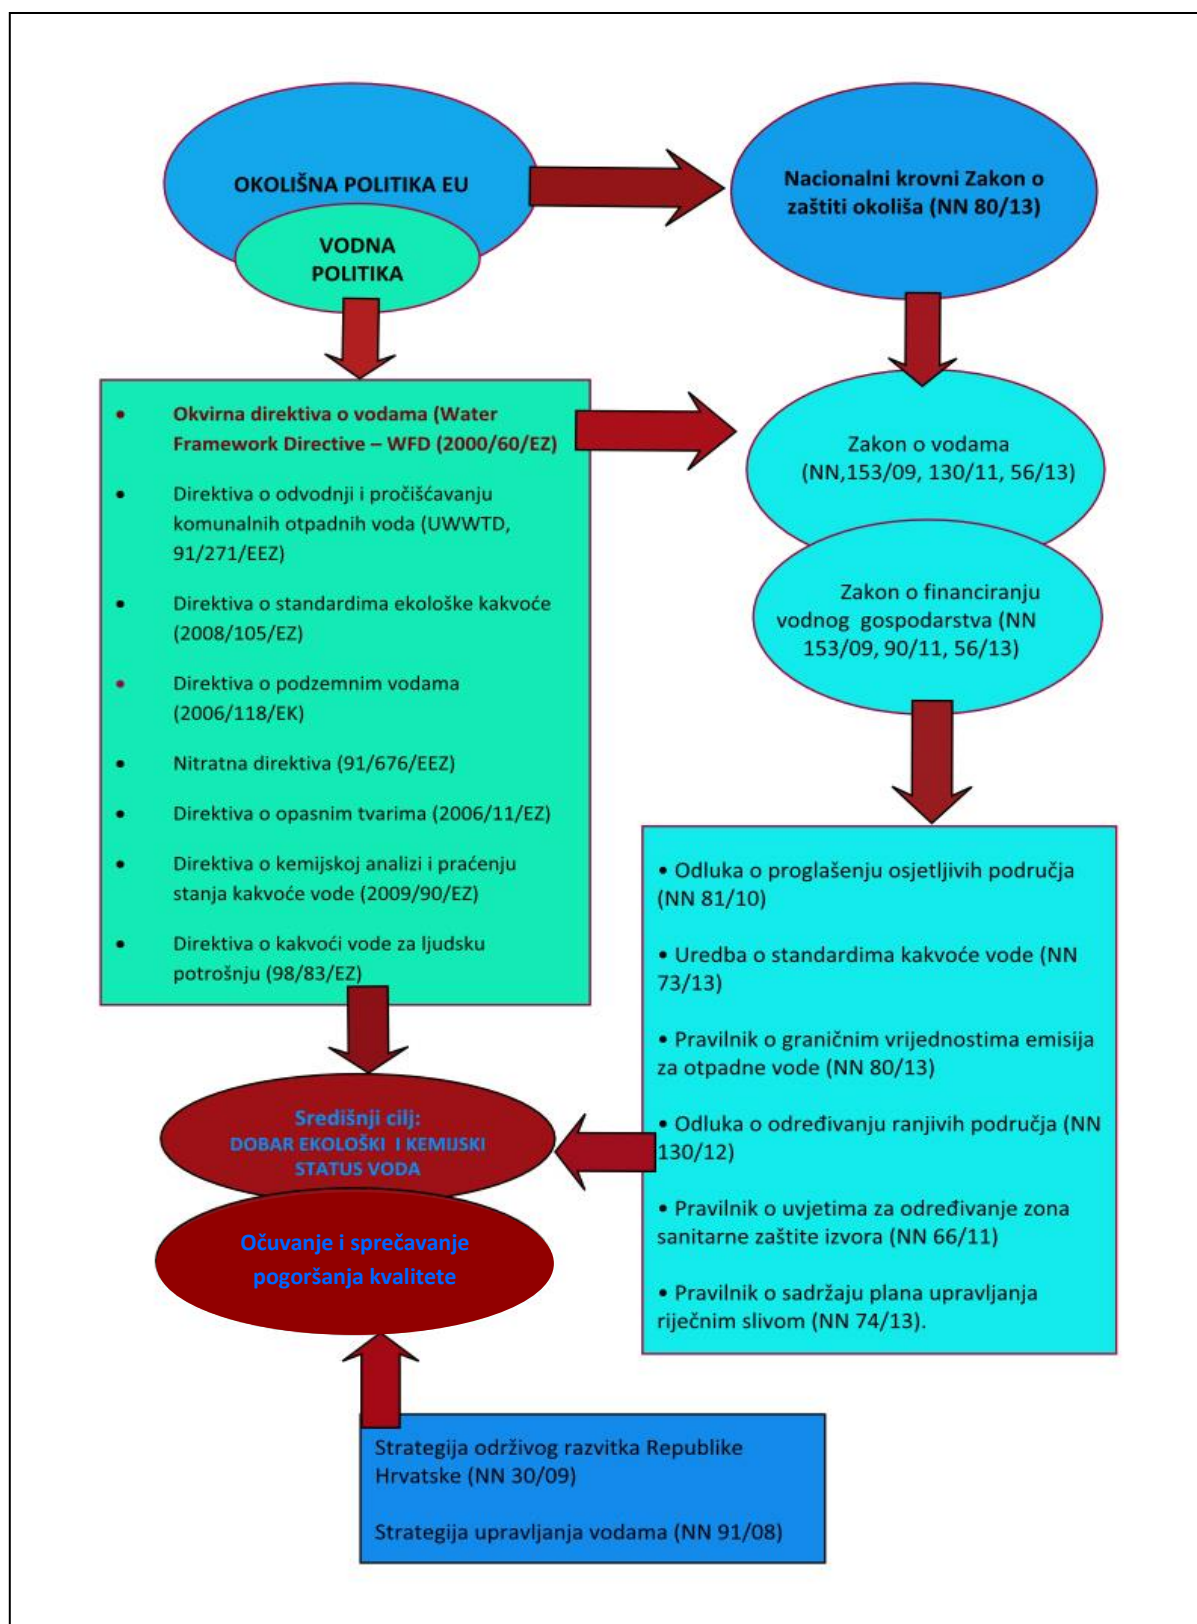 OKOLIŠNA POLITIKA EU
VODNA
POLITIKA
Nacionalni krovni Zakon o
zaštiti okoliša (NN 80/13)
• Okvirna direktiva o vodama (Water
Framework Directive – WFD (2000/60/EZ)
• Direktiva o odvodnji i pročišćavanju
komunalnih otpadnih voda (UWWTD,
91/271/EEZ)
• Direktiva o standardima ekološke kakvoće
(2008/105/EZ)
• Direktiva o podzemnim vodama
(2006/118/EK)
• Nitratna direktiva (91/676/EEZ)
• Direktiva o opasnim tvarima (2006/11/EZ)
• Direktiva o kemijskoj analizi i praćenju
stanja kakvoće vode (2009/90/EZ)
• Direktiva o kakvoći vode za ljudsku
potrošnju (98/83/EZ)
Zakon o vodama
(NN,153/09, 130/11, 56/13)
Zakon o financiranju
vodnog gospodarstva (NN
153/09, 90/11, 56/13)
• Odluka o proglašenju osjetljivih područja
(NN 81/10)
• Uredba o standardima kakvoće vode (NN
73/13)
• Pravilnik o graničnim vrijednostima emisija
za otpadne vode (NN 80/13)
• Odluka o određivanju ranjivih područja (NN
130/12)
• Pravilnik o uvjetima za određivanje zona
sanitarne zaštite izvora (NN 66/11)
• Pravilnik o sadržaju plana upravljanja
riječnim slivom (NN 74/13).
Središnji cilj:
DOBAR EKOLOŠKI I KEMIJSKI
STATUS VODA
Očuvanje i sprečavanje
pogoršanja kvalitete
Strategija održivog razvitka Republike
Hrvatske (NN 30/09)
Strategija upravljanja vodama (NN 91/08)